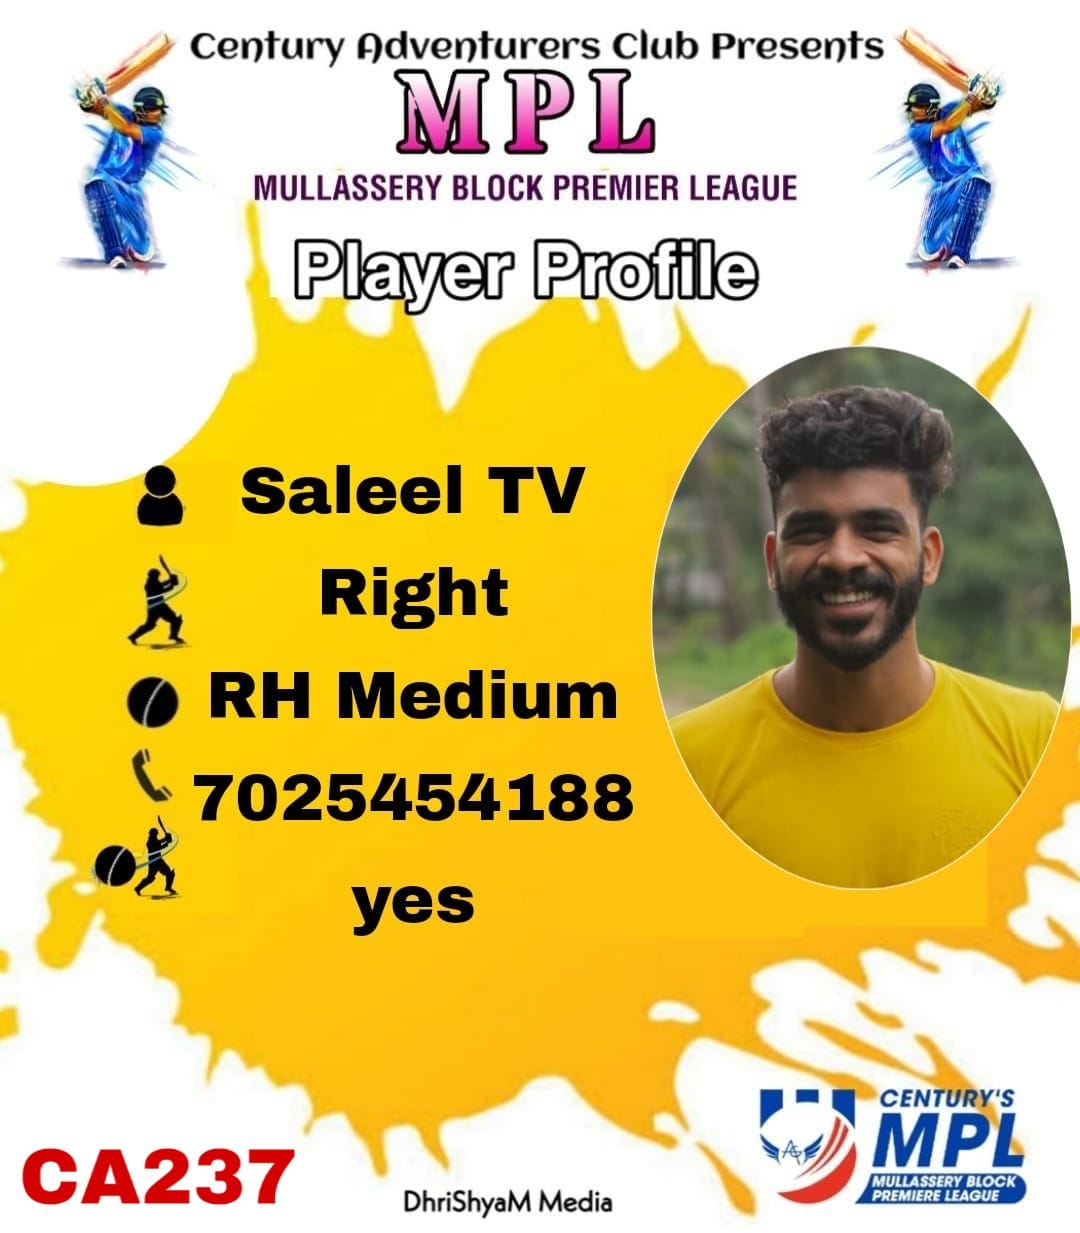 Century Adventurers Club Presents
MPL
MULLASSERY BLOCK PREMIER LEAGUE
Player Profile
Saleel TV
Right
RH Medium
7025454188
yes
CENTURY'S
MPL
MULLASSERY BLOCK
PREMIERE LEAGUE
CA237
DhriShyaM Media